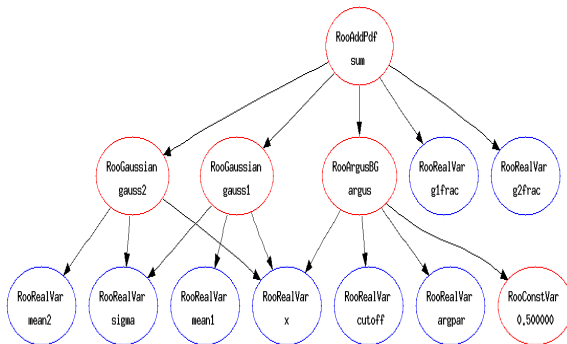 RooAddPdf
sum
RooGaussian
gauss2
RooGaussian
gauss1
RooArgusBG
argus
RooRealVar
g1frac
RooRealVar
g2frac
RooRealVar
mean2
RooRealVar
sigma
RooRealVar
mean1
RooRealVar
x
RooRealVar
cutoff
RooRealVar
argpar
RooConstVar
0,500000